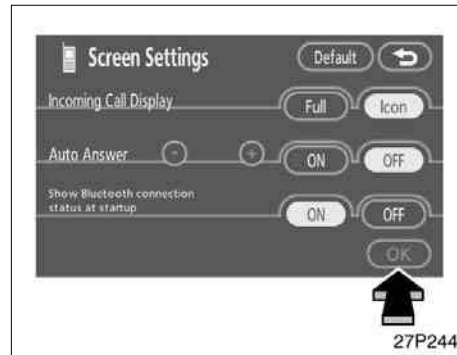 Screen Settings Default
Incoming Call Display Full Icon
Auto Answer - + ON OFF
Show Bluetooth connection
status at startup ON OFF
OK
27P244